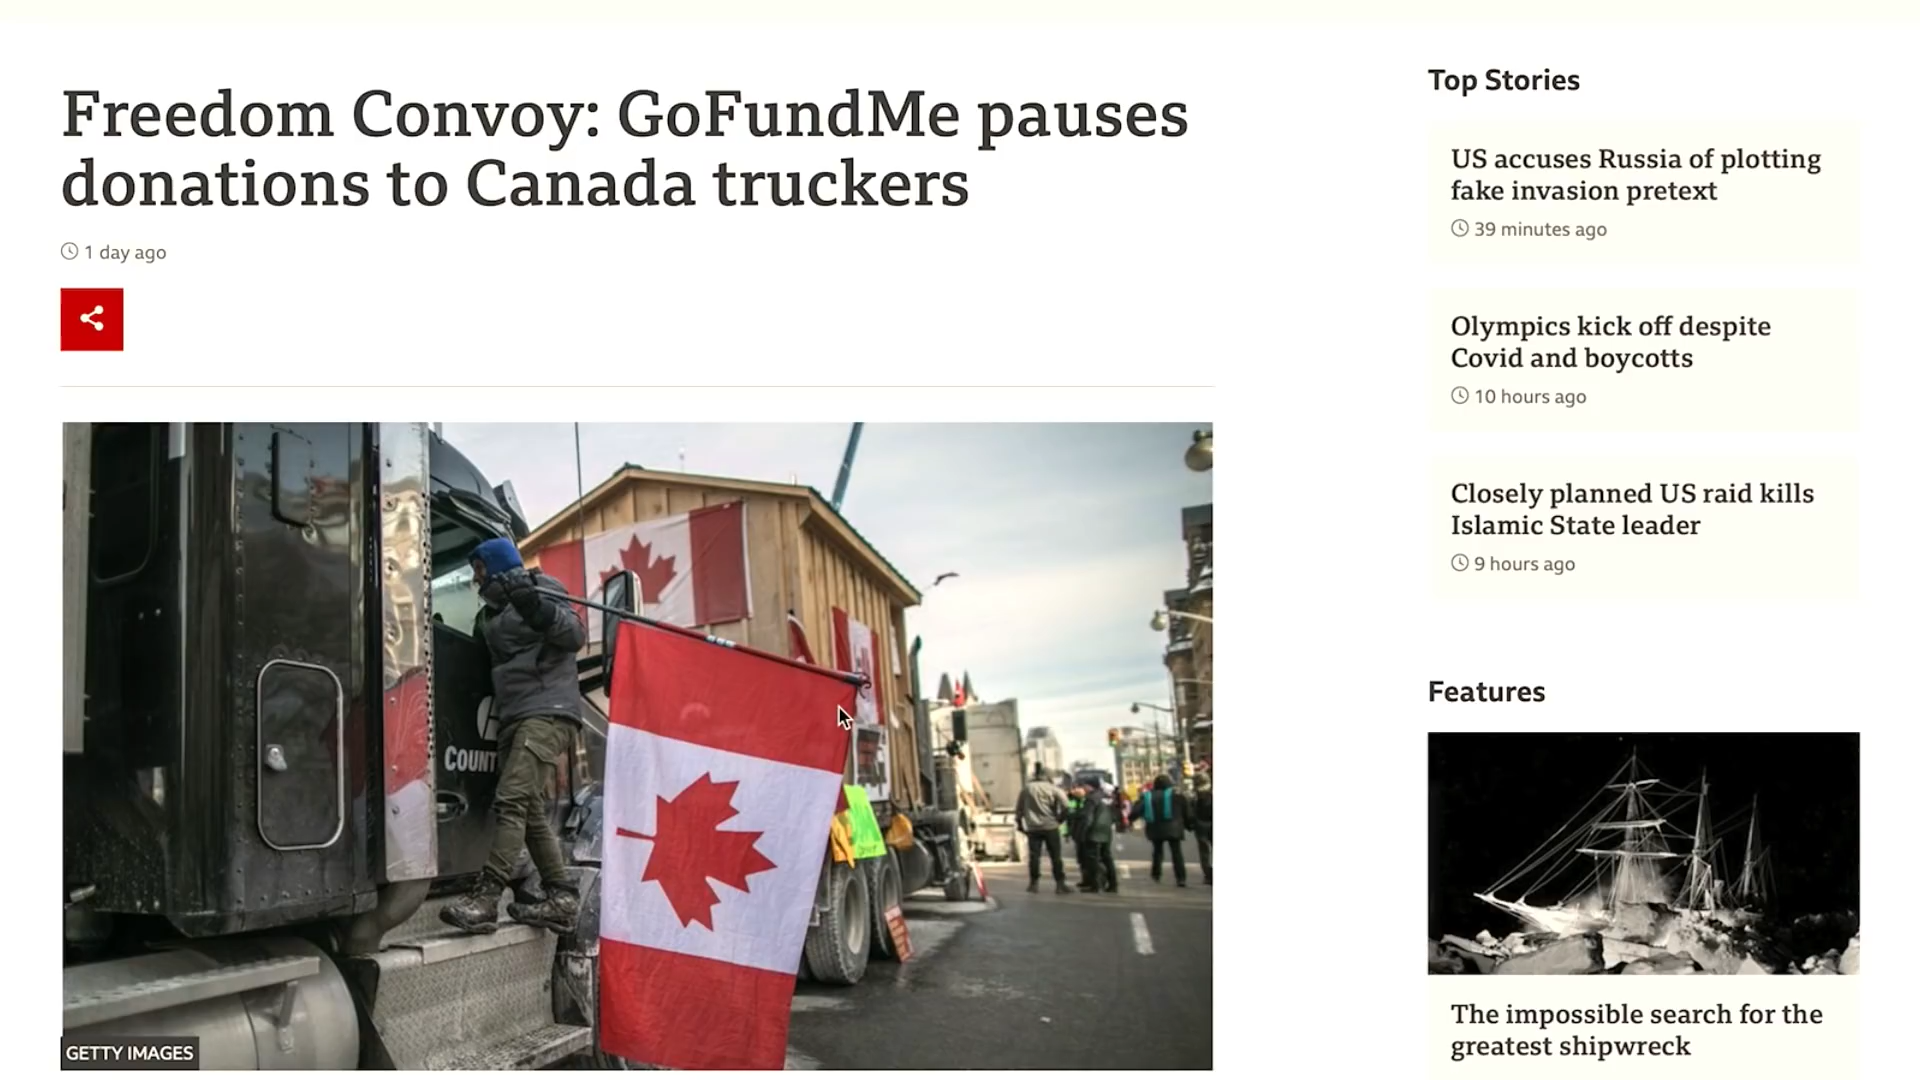 Freedom Convoy: GoFundMe pauses
donations to Canada truckers
1 day ago
COUNT
GETTY IMAGES
Top Stories
US accuses Russia of plotting
fake invasion pretext
39 minutes ago
Olympics kick off despite
Covid and boycotts
10 hours ago
Closely planned US raid kills
Islamic State leader
9 hours ago
Features
The impossible search for the
greatest shipwreck